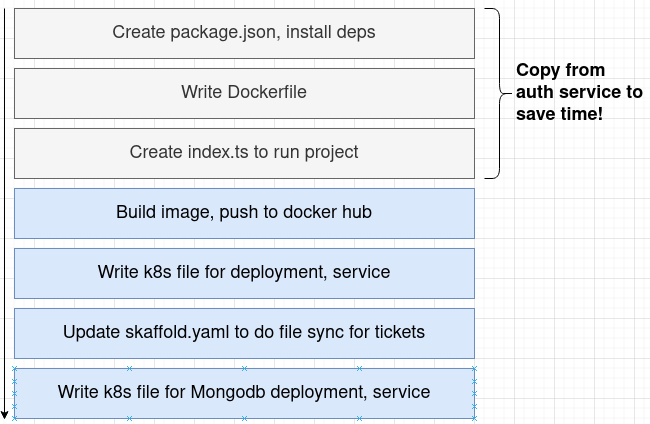 Create package.json, install deps
Write Dockerfile
Create index.ts to run project
Copy from
auth service to
save time!
Build image, push to docker hub
Write k8s file for deployment, service
Update skaffold.yaml to do file sync for tickets
Write k8s file for Mongodb deployment, service